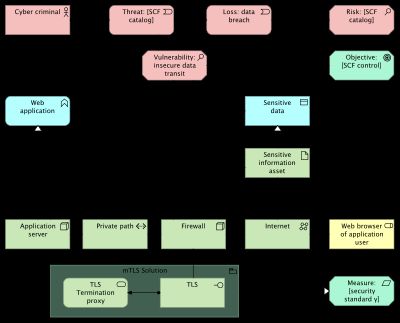 Cyber criminal
Threat: [SCF
catalog]
Loss: data
breach
Risk: [SCF
catalog]
Vulnerability:
insecure data
transit
Objective:
[SCF control]
Web
application
Sensitive
data
Sensitive
information
asset
Application
server
Private path
Firewall
Internet
Web browser
of application
user
mTLS Solution
TLS
Termination
proxy
TLS
Measure:
[security
standard y]